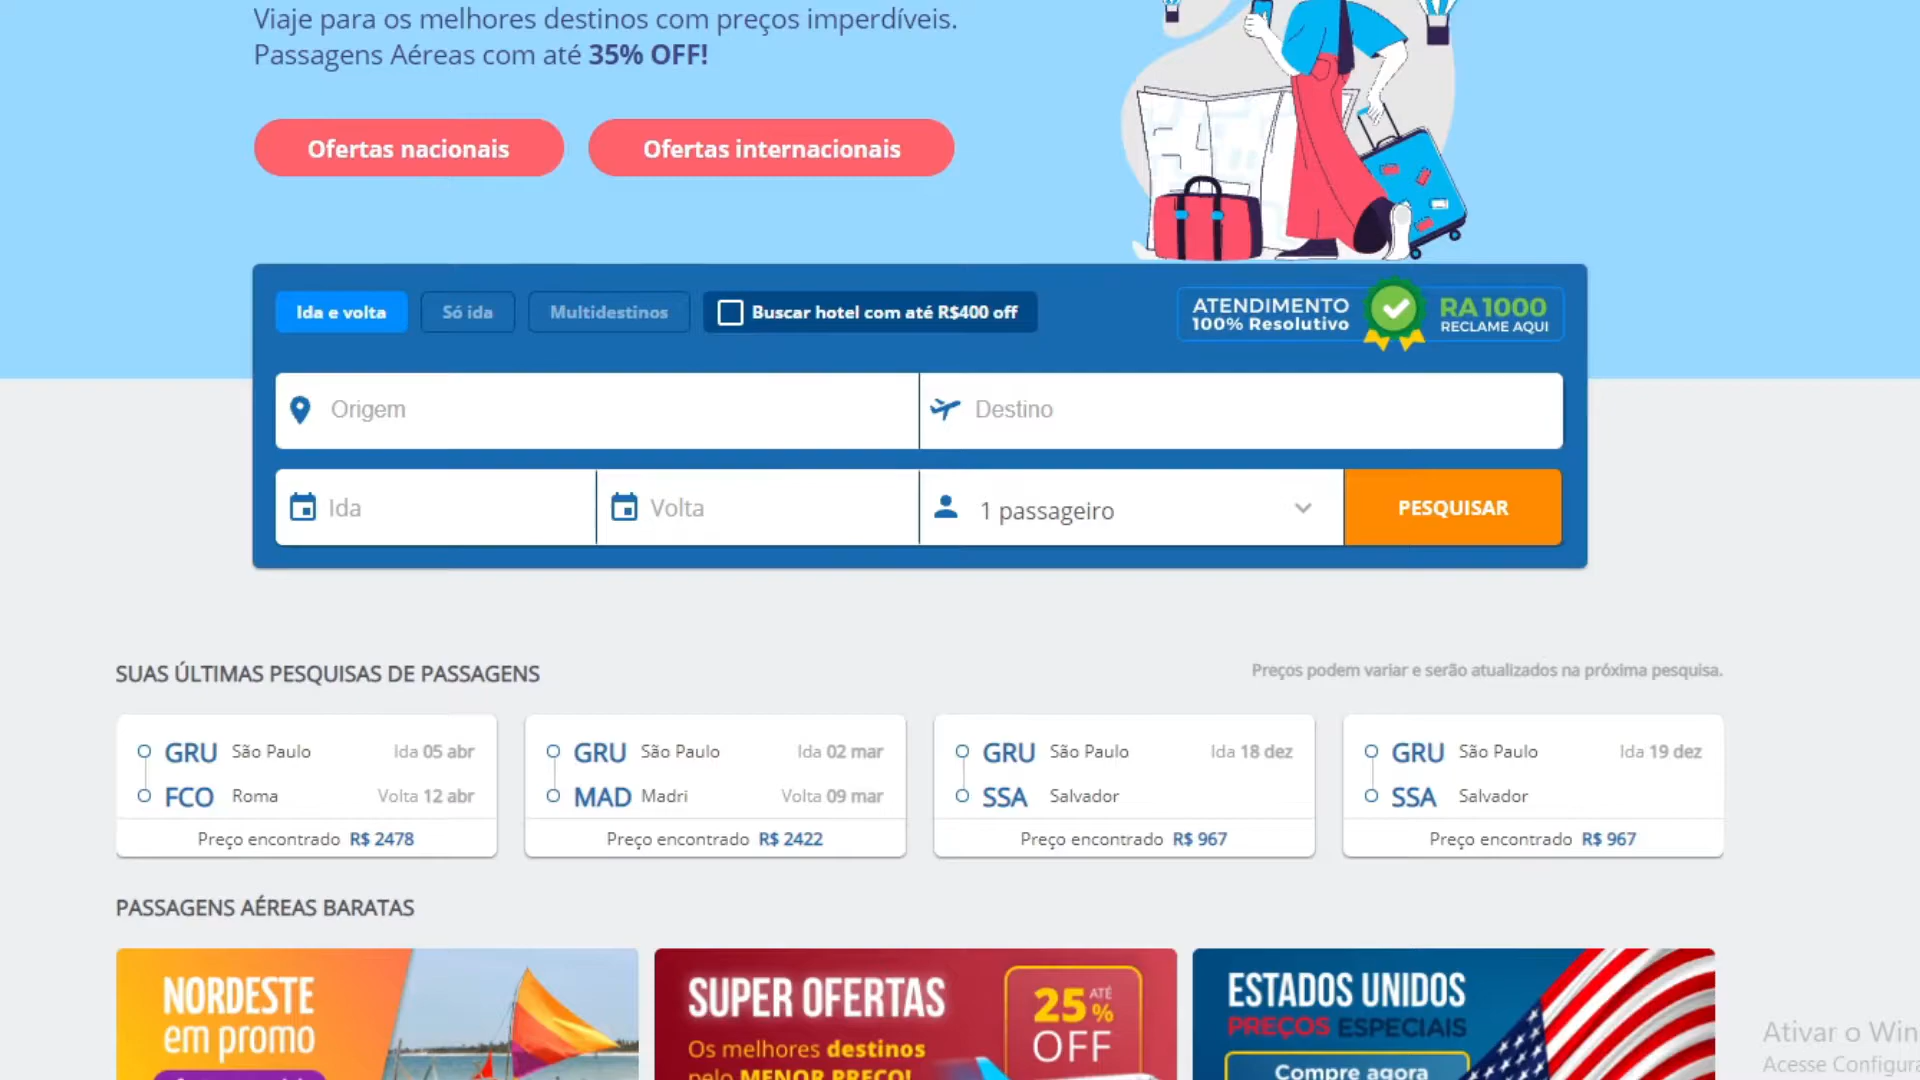 Viaje para os melhores destinos com preços imperdíveis.
Passagens Aéreas com até 35% OFF!
Ofertas nacionais
Ofertas internacionais
Ida e volta
Só ida
Multidestinos
Buscar hotel com até R$400 off
ATENDIMENTO
100% Resolutivo
RA1000
RECLAME AQUI
Origem
Destino
Ida
Volta
1 passageiro
PESQUISAR
SUAS ÚLTIMAS PESQUISAS DE PASSAGENS
Preços podem variar e serão atualizados na próxima pesquisa.
GRU São Paulo Ida 05 abr
FCO Roma Volta 12 abr
Preço encontrado R$ 2478
GRU São Paulo Ida 02 mar
MAD Madri Volta 09 mar
Preço encontrado R$ 2422
GRU São Paulo Ida 18 dez
SSA Salvador
Preço encontrado R$ 967
GRU São Paulo Ida 19 dez
SSA Salvador
Preço encontrado R$ 967
PASSAGENS AÉREAS BARATAS
NORDESTE
em promo
SUPER OFERTAS
Os melhores destinos
pelo MENOR PREÇO!
ATÉ
25%
OFF
ESTADOS UNIDOS
PREÇOS ESPECIAIS
Compre agora
Ativar o Win
Acesse Configura